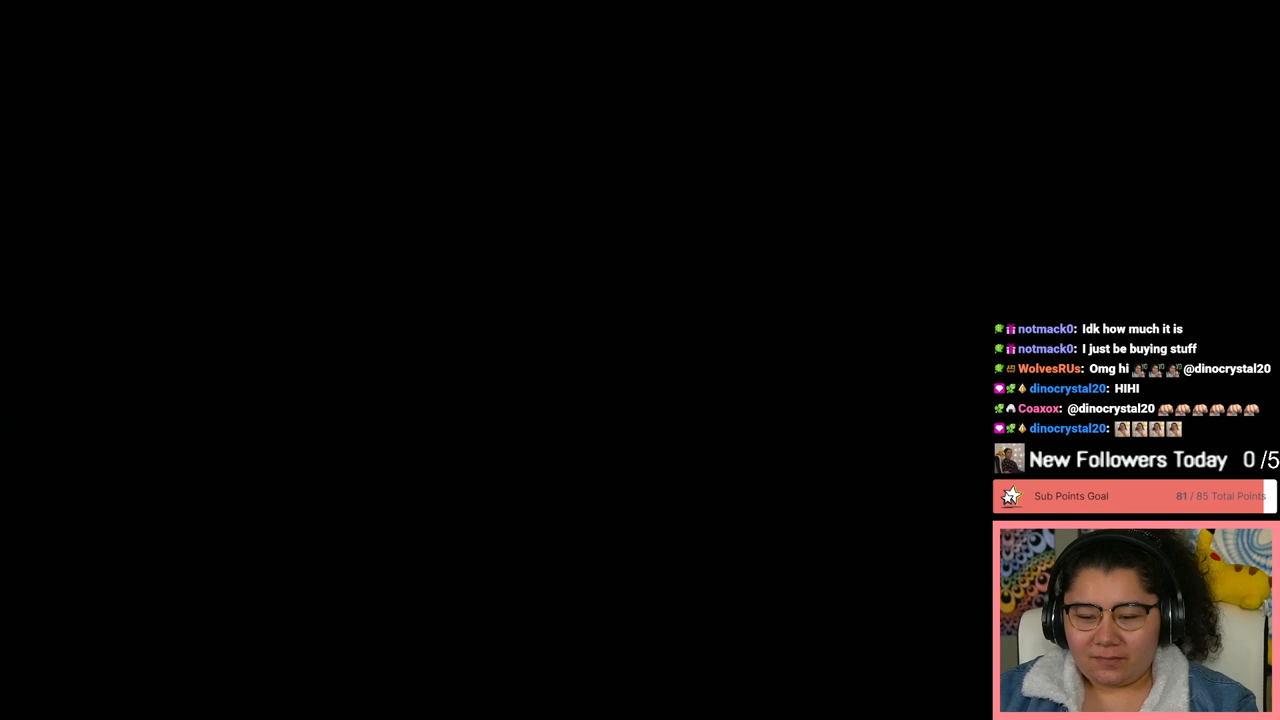 notmack0: Idk how much it is
notmack0: I just be buying stuff
WolvesRUs: Omg hi @dinocrystal20
dinocrystal20: HIHI
Coaxox: @dinocrystal20
dinocrystal20:
New Followers Today 0 /5
Sub Points Goal 81 / 85 Total Points